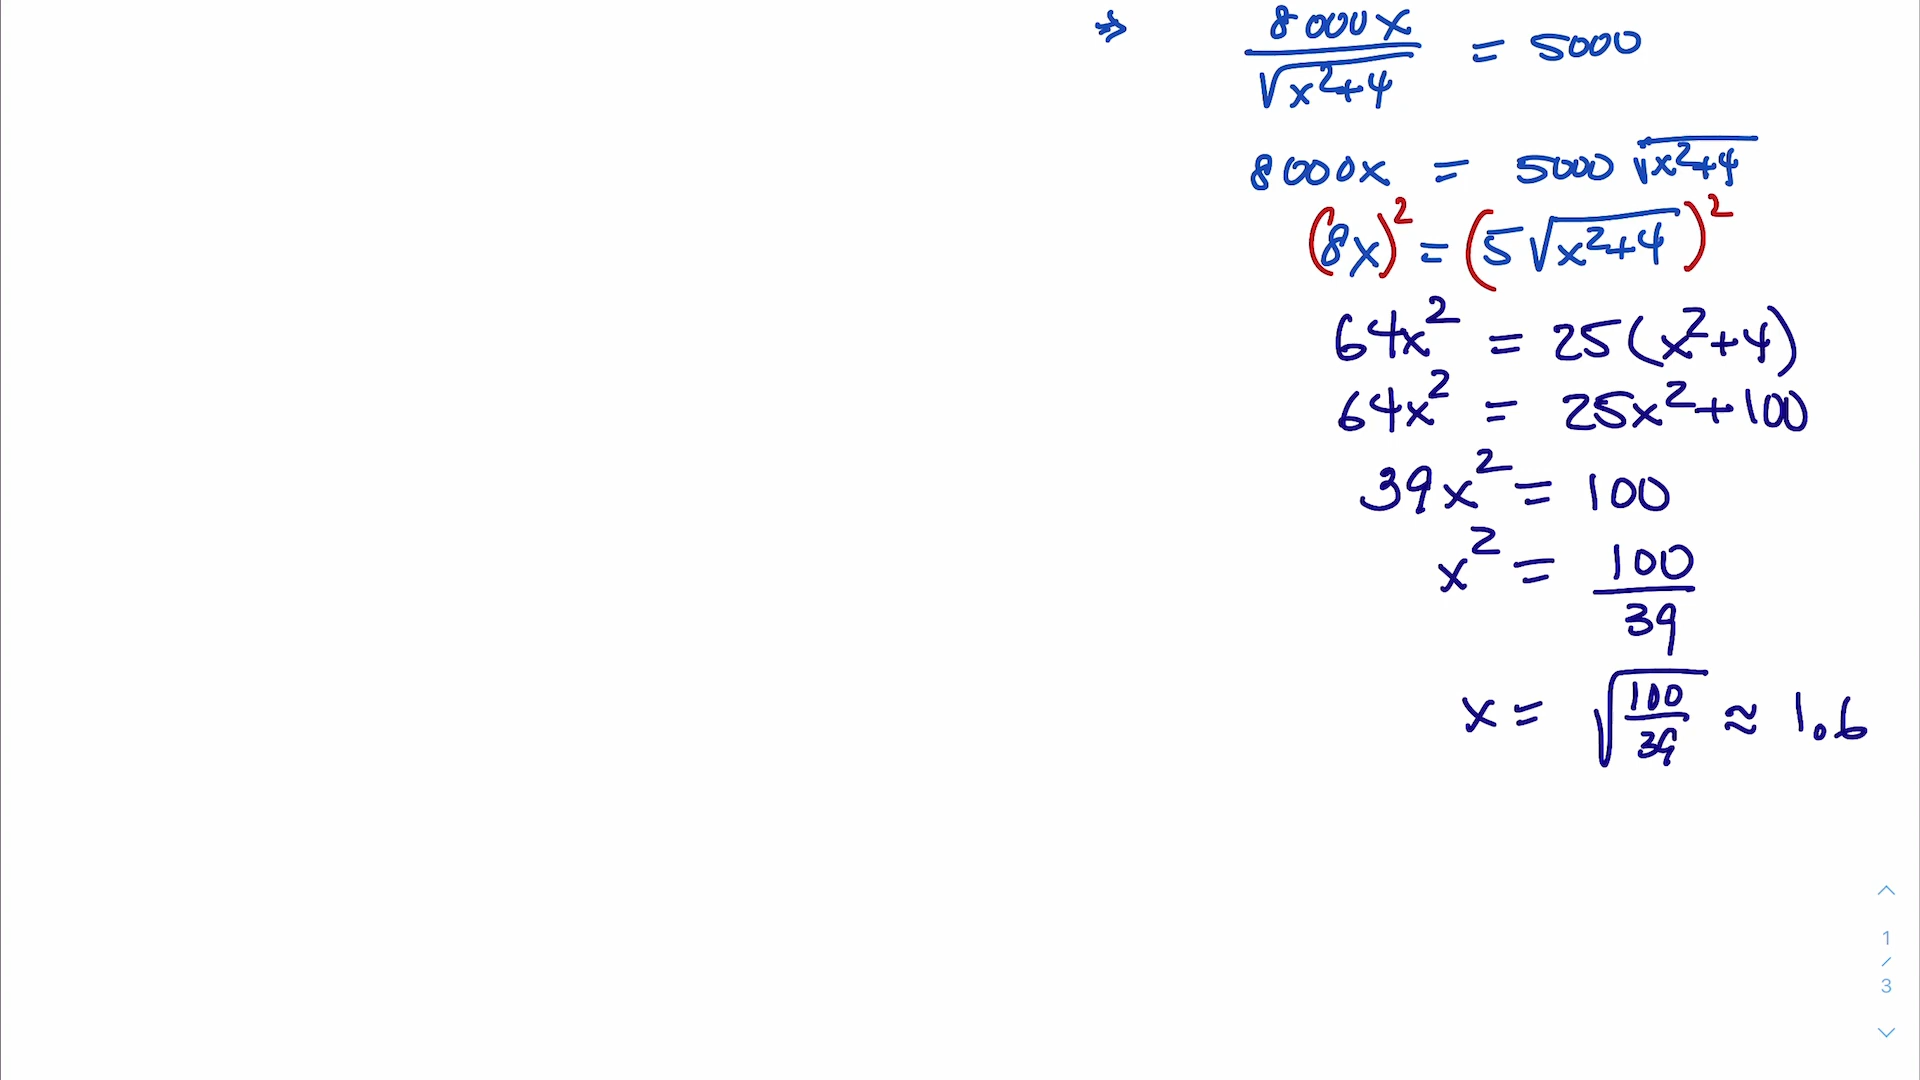 ⇒ 8000x / √(x²+4) = 5000
8000x = 5000 √(x²+4)
(8x)² = (5√(x²+4))²
64x² = 25(x²+4)
64x² = 25x²+100
39x² = 100
x² = 100/39
x = √(100/39) ≈ 1.6
1
/
3